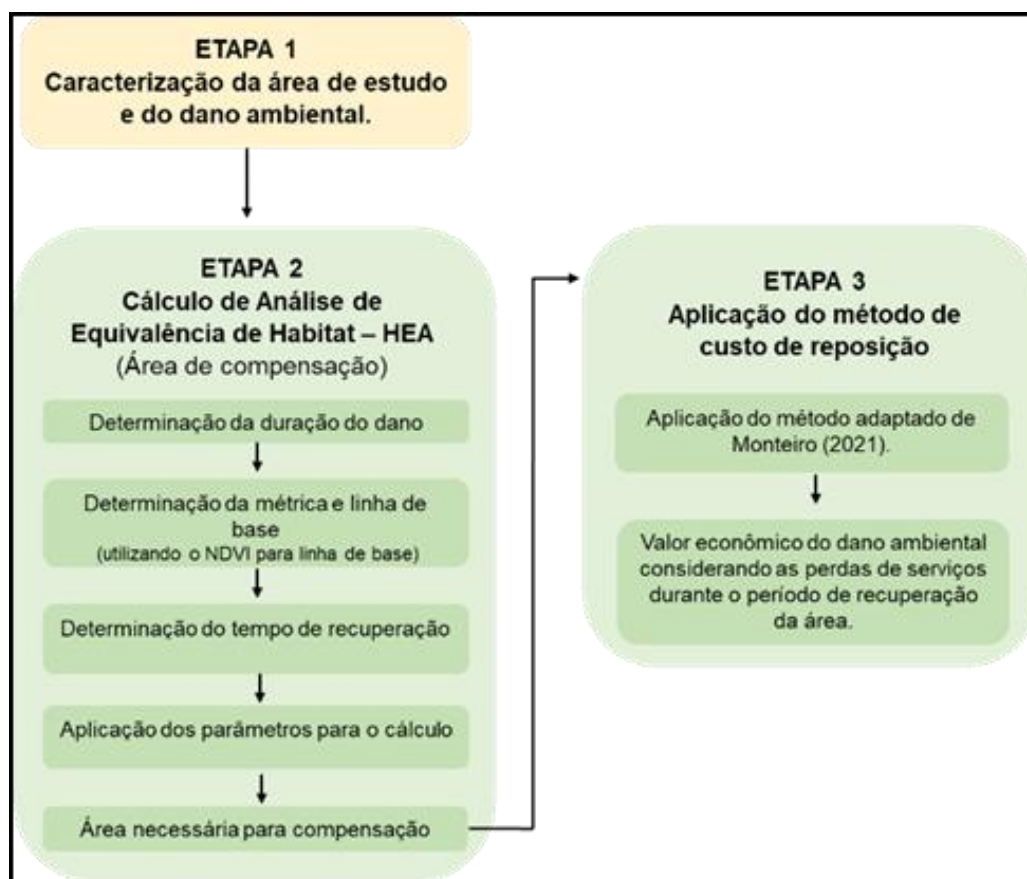 ETAPA 1
Caracterização da área de estudo
e do dano ambiental.
ETAPA 2
Cálculo de Análise de
Equivalência de Habitat – HEA
(Área de compensação)
Determinação da duração do dano
Determinação da métrica e linha de
base
(utilizando o NDVI para linha de base)
Determinação do tempo de recuperação
Aplicação dos parâmetros para o cálculo
Área necessária para compensação
ETAPA 3
Aplicação do método de
custo de reposição
Aplicação do método adaptado de
Monteiro (2021).
Valor econômico do dano ambiental
considerando as perdas de serviços
durante o período de recuperação
da área.